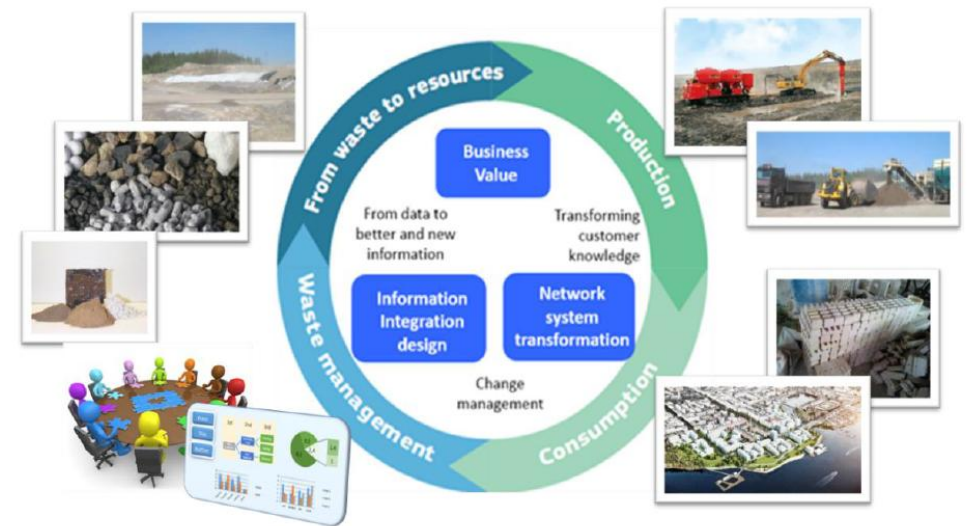 From waste to resources
Production
Business
Value
From data to
better and new
information
Transforming
customer
knowledge
Information
Integration
design
Network
system
transformation
Change
management
Waste management
Consumption